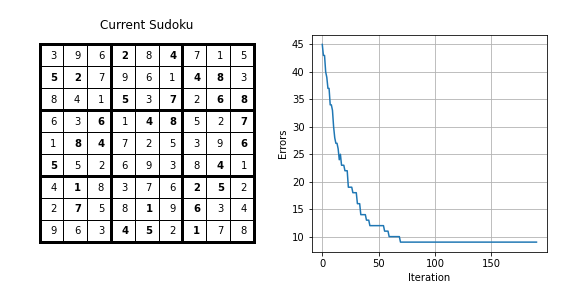 Current Sudoku
3 9 6 2 8 4 7 1 5
5 2 7 9 6 1 4 8 3
8 4 1 5 3 7 2 6 8
6 3 6 1 4 8 5 2 7
1 8 4 7 2 5 3 9 6
5 5 2 6 9 3 8 4 1
4 1 8 3 7 6 2 5 2
2 7 5 8 1 9 6 3 4
9 6 3 4 5 2 1 7 8
45
40
35
30
25
20
15
10
Errors
0 50 100 150
Iteration